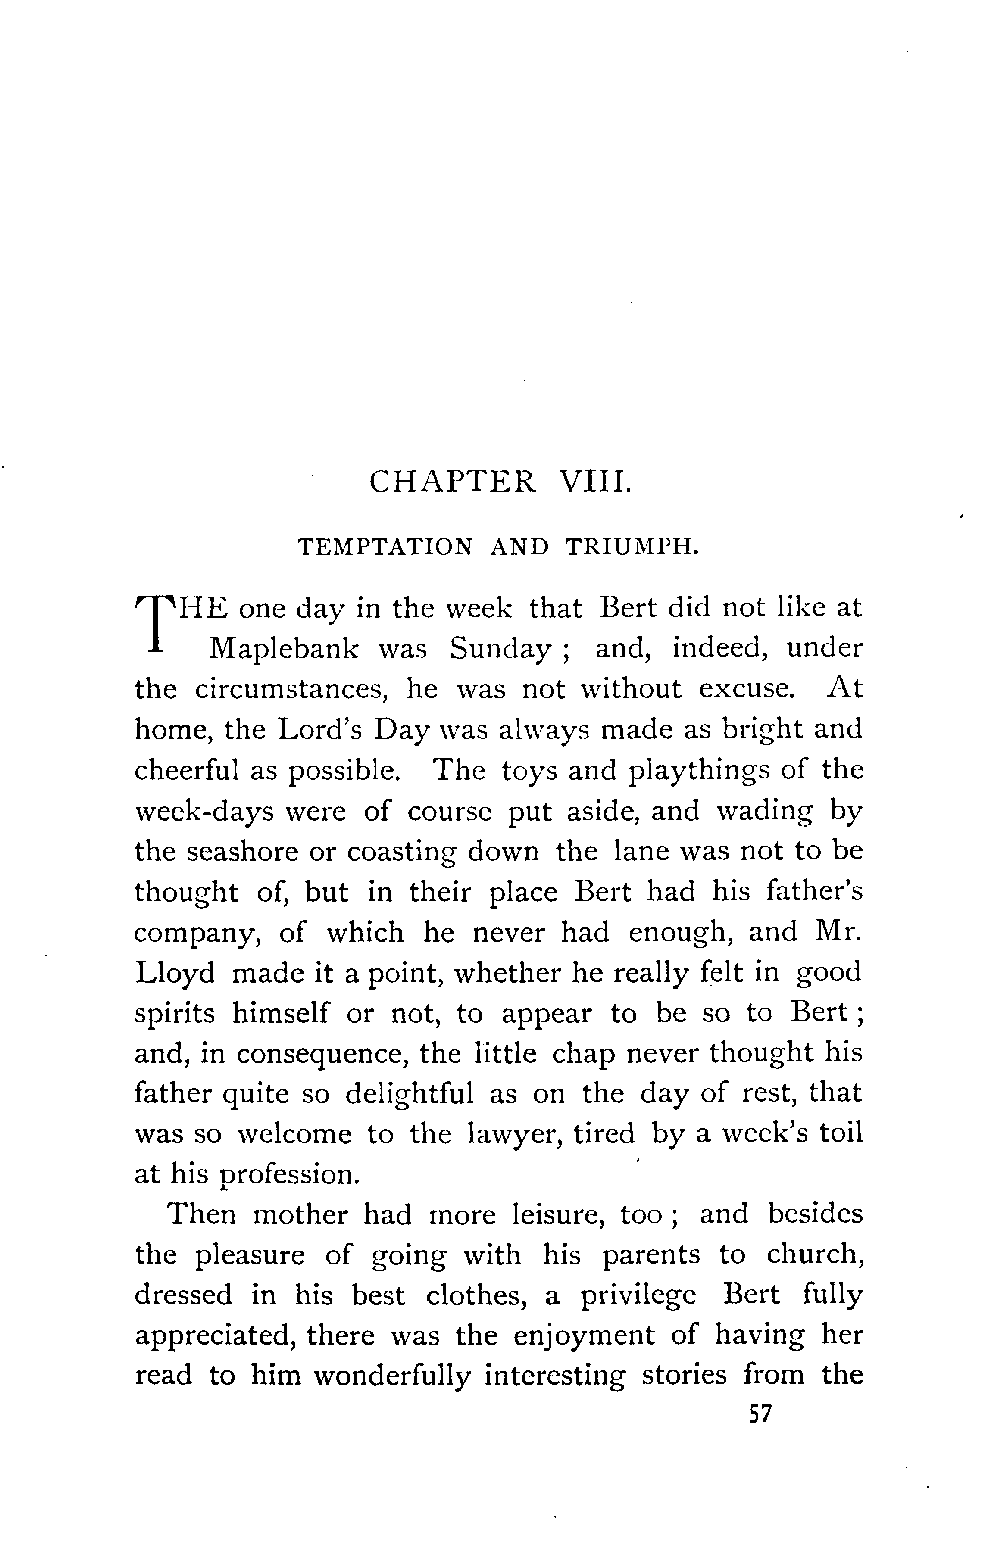 CHAPTER VIII.
TEMPTATION AND TRIUMPH.
THE one day in the week that Bert did not like at
Maplebank was Sunday ; and, indeed, under
the circumstances, he was not without excuse. At
home, the Lord's Day was always made as bright and
cheerful as possible. The toys and playthings of the
week-days were of course put aside, and wading by
the seashore or coasting down the lane was not to be
thought of, but in their place Bert had his father's
company, of which he never had enough, and Mr.
Lloyd made it a point, whether he really felt in good
spirits himself or not, to appear to be so to Bert ;
and, in consequence, the little chap never thought his
father quite so delightful as on the day of rest, that
was so welcome to the lawyer, tired by a week's toil
at his profession.
Then mother had more leisure, too ; and besides
the pleasure of going with his parents to church,
dressed in his best clothes, a privilege Bert fully
appreciated, there was the enjoyment of having her
read to him wonderfully interesting stories from the
57